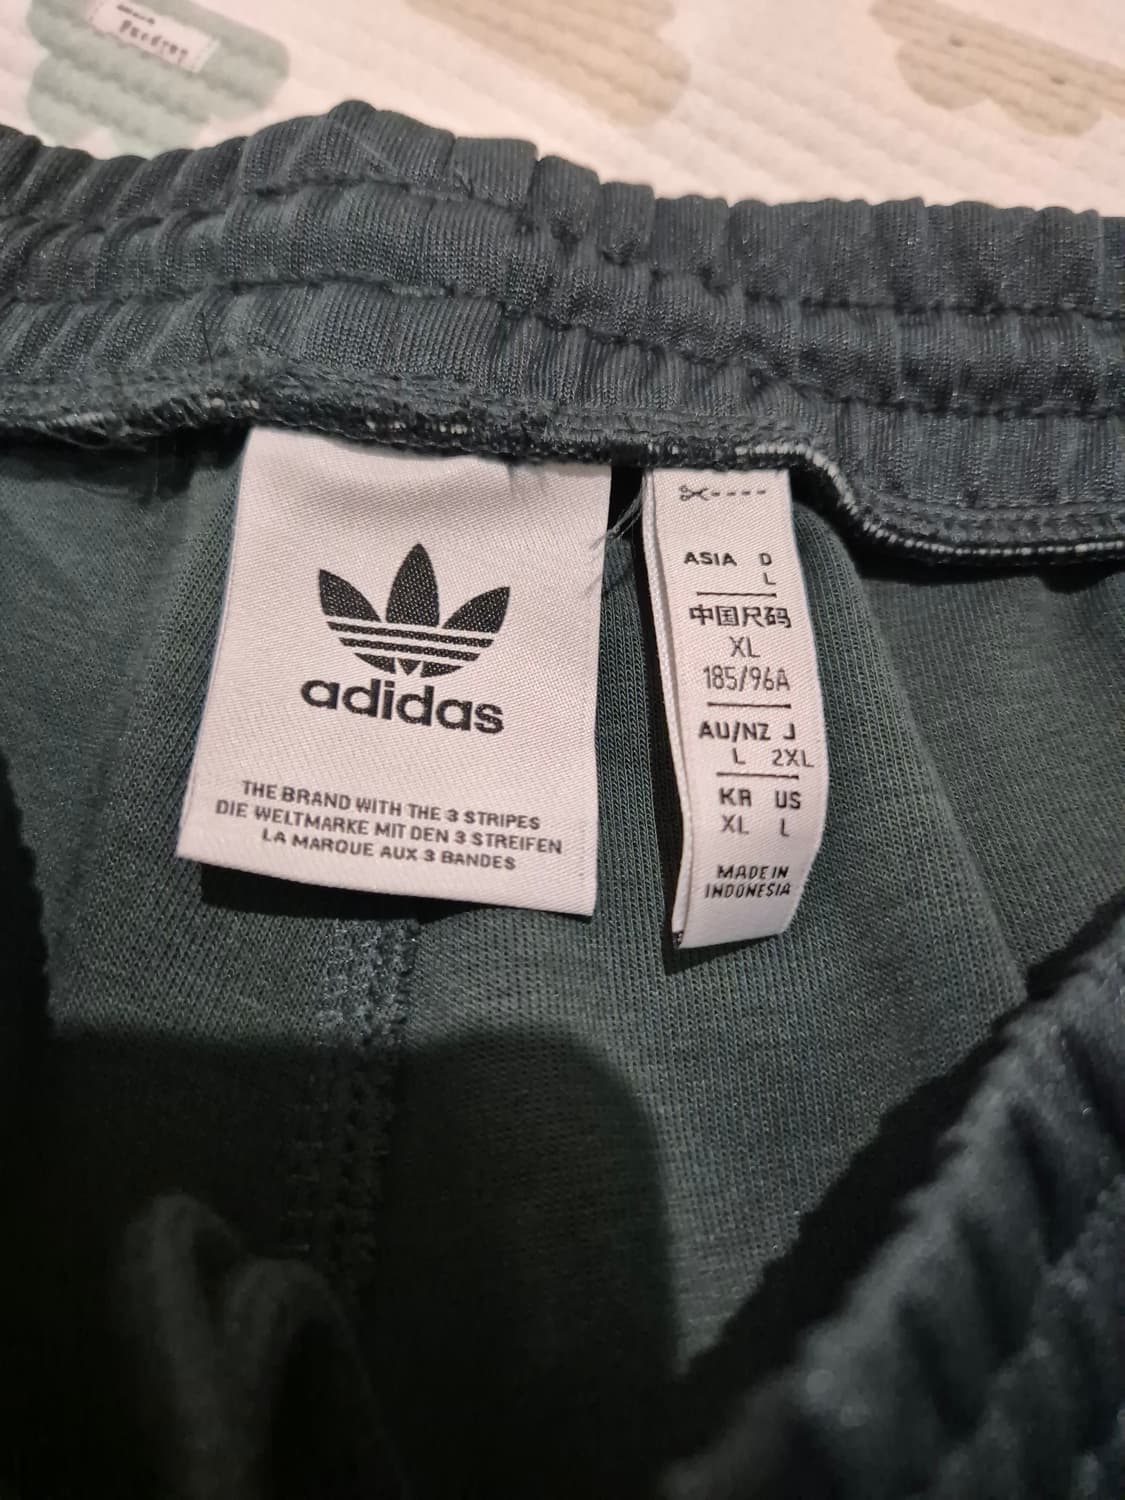 adidas
THE BRAND WITH THE 3 STRIPES
DIE WELTMARKE MIT DEN 3 STREIFEN
LA MARQUE AUX 3 BANDES
ASIA D
L
中国尺码
XL
185/96A
AU/NZ J
L 2XL
KR US
XL L
MADE IN
INDONESIA